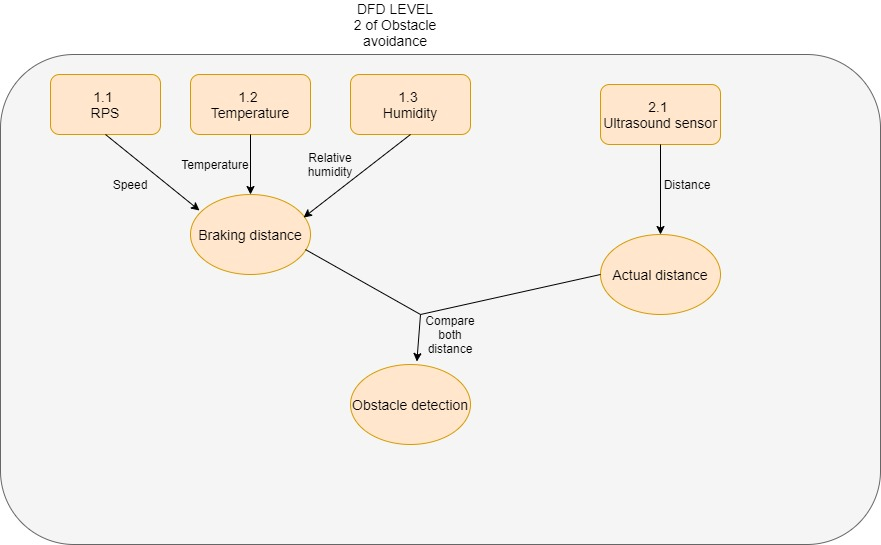 DFD LEVEL
2 of Obstacle
avoidance
1.1
RPS
1.2
Temperature
1.3
Humidity
2.1
Ultrasound sensor
Speed
Temperature
Relative
humidity
Distance
Braking distance
Actual distance
Compare
both
distance
Obstacle detection